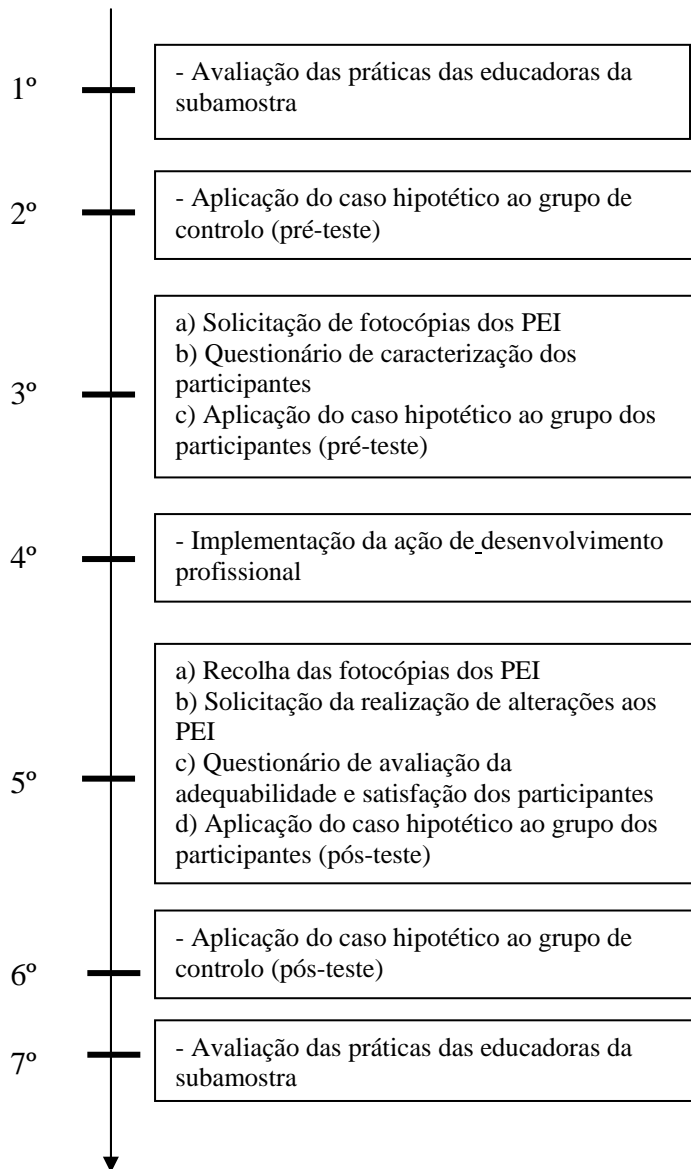 1º
- Avaliação das práticas das educadoras da
subamostra
2º
- Aplicação do caso hipotético ao grupo de
controlo (pré-teste)
3º
a) Solicitação de fotocópias dos PEI
b) Questionário de caracterização dos
participantes
c) Aplicação do caso hipotético ao grupo dos
participantes (pré-teste)
4º
- Implementação da ação de desenvolvimento
profissional
5º
a) Recolha das fotocópias dos PEI
b) Solicitação da realização de alterações aos
PEI
c) Questionário de avaliação da
adequabilidade e satisfação dos participantes
d) Aplicação do caso hipotético ao grupo dos
participantes (pós-teste)
6º
- Aplicação do caso hipotético ao grupo de
controlo (pós-teste)
7º
- Avaliação das práticas das educadoras da
subamostra